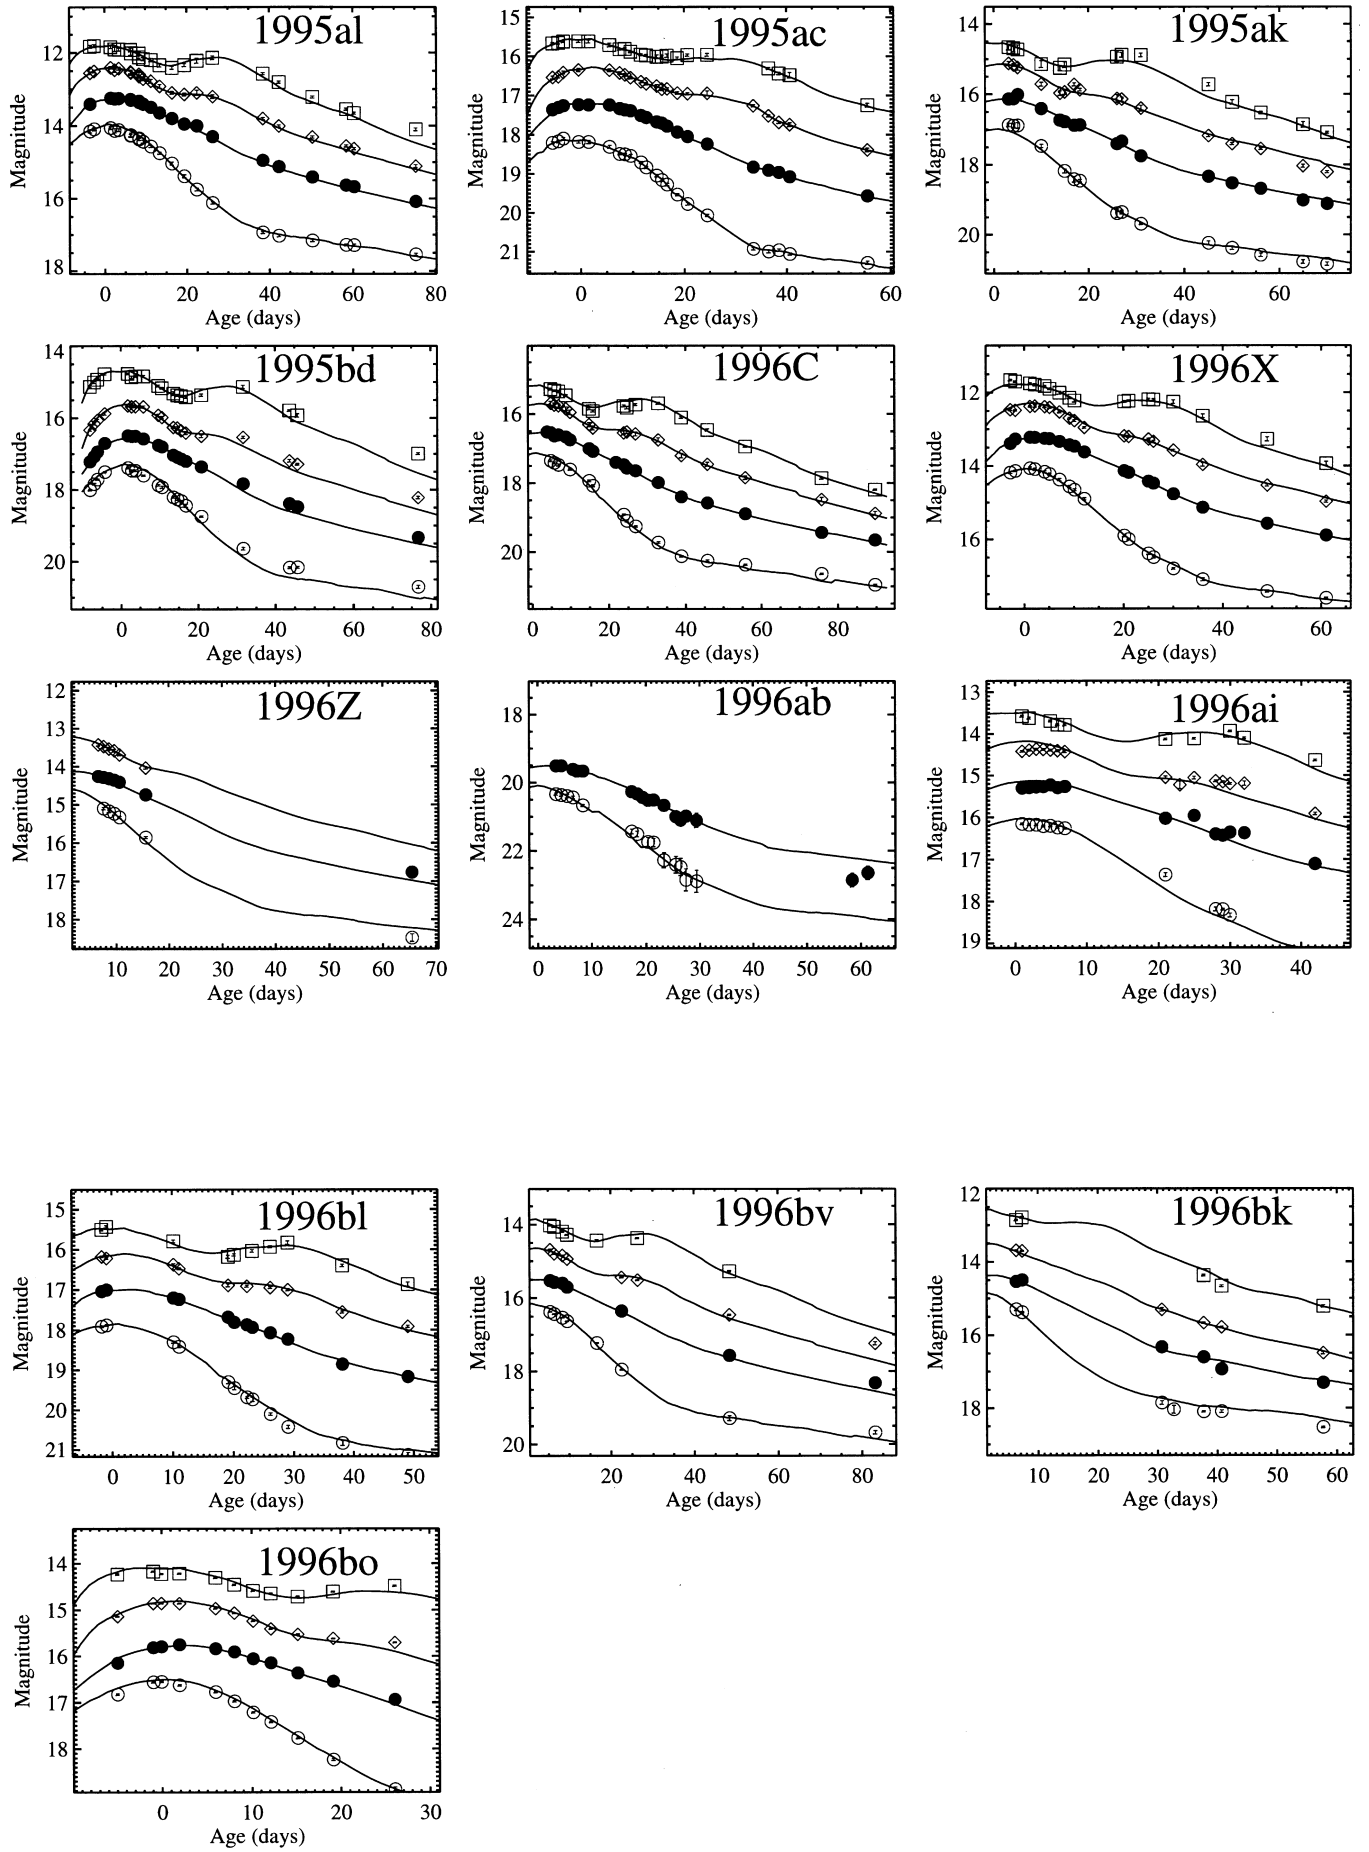 1995al
12
14
16
18
Magnitude
0 20 40 60 80
Age (days)
1995ac
15
16
17
18
19
20
21
Magnitude
0 20 40 60
Age (days)
1995ak
14
16
18
20
Magnitude
0 20 40 60
Age (days)
1995bd
14
16
18
20
Magnitude
0 20 40 60 80
Age (days)
1996C
16
18
20
Magnitude
0 20 40 60 80
Age (days)
1996X
12
14
16
Magnitude
0 20 40 60
Age (days)
1996Z
12
13
14
15
16
17
18
Magnitude
10 20 30 40 50 60 70
Age (days)
1996ab
18
20
22
24
Magnitude
0 10 20 30 40 50 60
Age (days)
1996ai
13
14
15
16
17
18
19
Magnitude
0 10 20 30 40
Age (days)
1996bl
15
16
17
18
19
20
21
Magnitude
0 10 20 30 40 50
Age (days)
1996bv
14
16
18
20
Magnitude
20 40 60 80
Age (days)
1996bk
12
14
16
18
Magnitude
10 20 30 40 50 60
Age (days)
1996bo
14
15
16
17
18
Magnitude
0 10 20 30
Age (days)